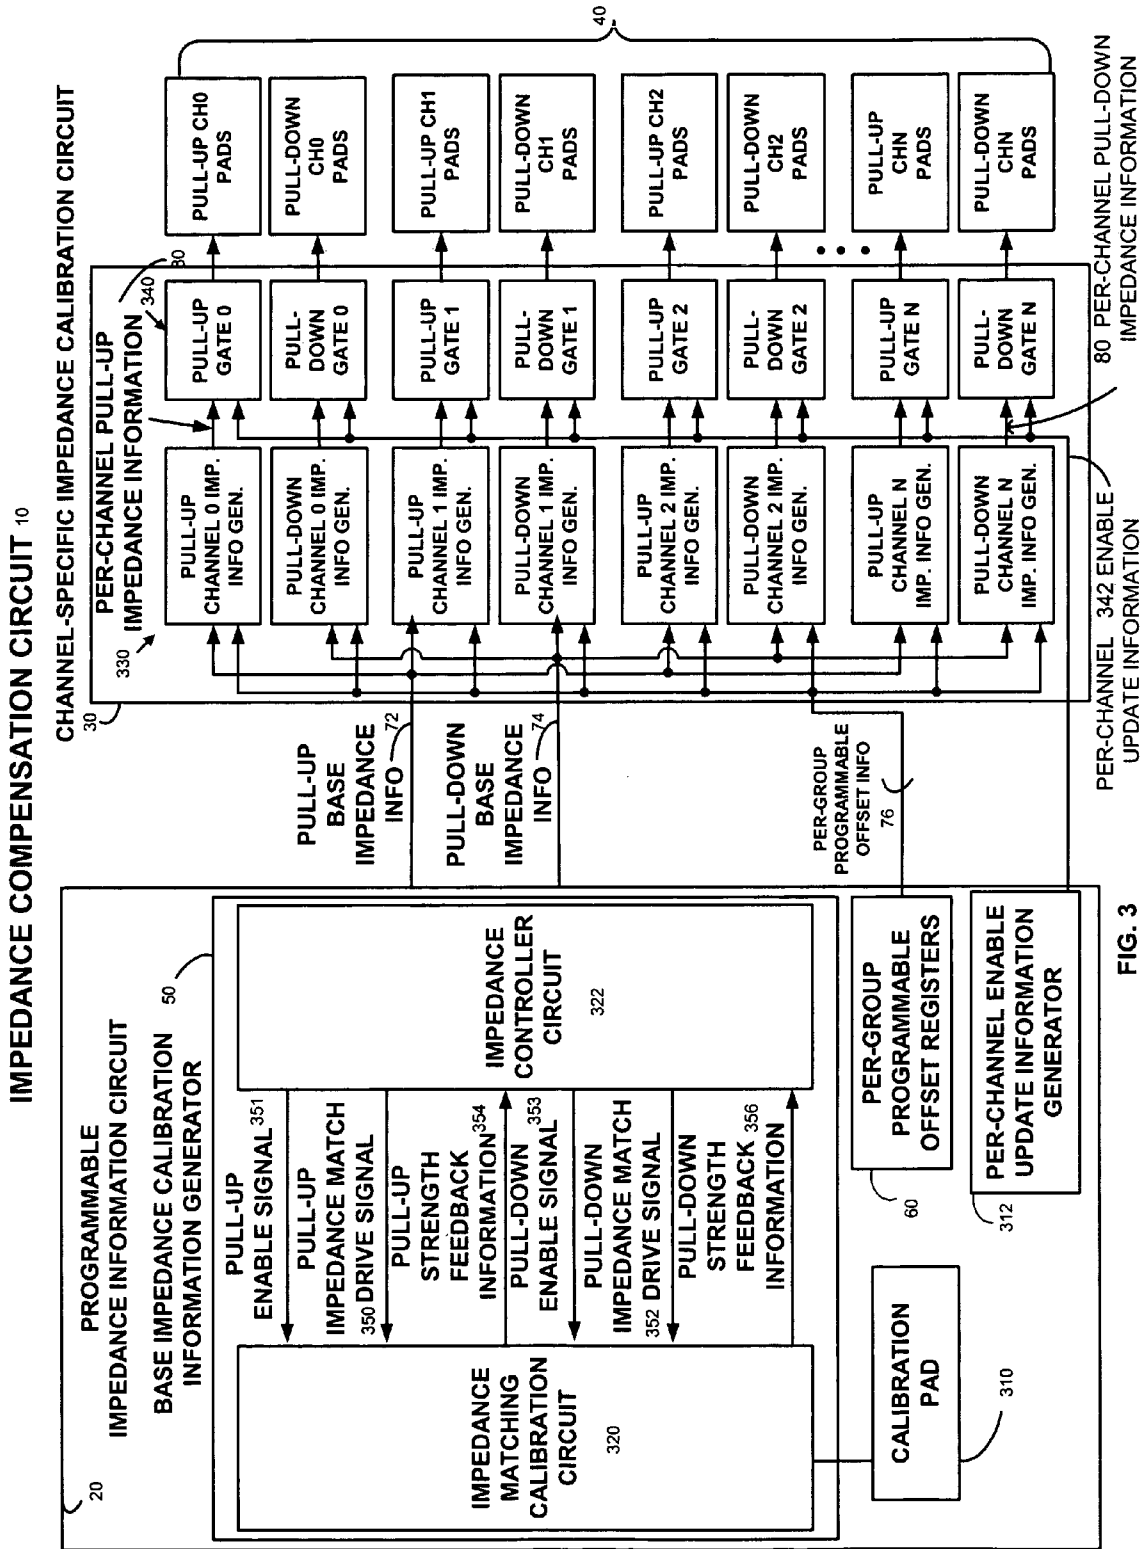 IMPEDANCE COMPENSATION CIRCUIT 10
PROGRAMMABLE
IMPEDANCE INFORMATION CIRCUIT
20
BASE IMPEDANCE CALIBRATION
INFORMATION GENERATOR
50
IMPEDANCE
MATCHING
CALIBRATION
CIRCUIT
320
PULL-UP
ENABLE SIGNAL 351
PULL-UP
IMPEDANCE MATCH
350 DRIVE SIGNAL
PULL-UP
STRENGTH
FEEDBACK
INFORMATION 354
PULL-DOWN
ENABLE SIGNAL 353
PULL-DOWN
IMPEDANCE MATCH
352 DRIVE SIGNAL
PULL-DOWN
STRENGTH
FEEDBACK 356
INFORMATION
IMPEDANCE
CONTROLLER
CIRCUIT
322
CALIBRATION
PAD
310
PER-GROUP
PROGRAMMABLE
OFFSET REGISTERS
60
PER-CHANNEL ENABLE
UPDATE INFORMATION
GENERATOR
312
PULL-UP
BASE
IMPEDANCE
INFO
72
PULL-DOWN
BASE
IMPEDANCE
INFO
74
PER-GROUP
PROGRAMMABLE
OFFSET INFO
76
CHANNEL-SPECIFIC IMPEDANCE CALIBRATION CIRCUIT
30
330
PER-CHANNEL PULL-UP
IMPEDANCE INFORMATION
80
340
PULL-UP
CHANNEL 0 IMP.
INFO GEN.
PULL-UP
GATE 0
PULL-UP CH0
PADS
PULL-DOWN
CHANNEL 0 IMP.
INFO GEN.
PULL-
DOWN
GATE 0
PULL-DOWN
CH0
PADS
PULL-UP
CHANNEL 1 IMP.
INFO GEN.
PULL-UP
GATE 1
PULL-UP CH1
PADS
PULL-DOWN
CHANNEL 1 IMP.
INFO GEN.
PULL-
DOWN
GATE 1
PULL-DOWN
CH1
PADS
PULL-UP
CHANNEL 2 IMP.
INFO GEN.
PULL-UP
GATE 2
PULL-UP CH2
PADS
PULL-DOWN
CHANNEL 2 IMP.
INFO GEN.
PULL-
DOWN
GATE 2
PULL-DOWN
CH2
PADS
• • •
PULL-UP
CHANNEL N
IMP. INFO GEN.
PULL-UP
GATE N
PULL-UP
CHN
PADS
PULL-DOWN
CHANNEL N
IMP. INFO GEN.
PULL-
DOWN
GATE N
PULL-DOWN
CHN
PADS
40
PER-CHANNEL 342 ENABLE
UPDATE INFORMATION
80 PER-CHANNEL PULL-DOWN
IMPEDANCE INFORMATION
FIG. 3